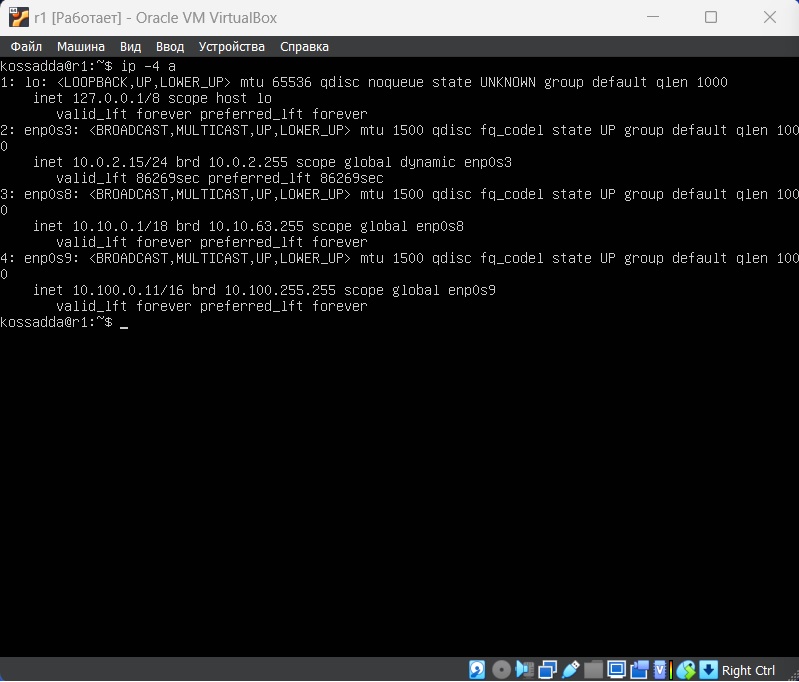 r1 [Работает] - Oracle VM VirtualBox
Файл Машина Вид Ввод Устройства Справка
kossadda@r1:~$ ip -4 a
1: lo: <LOOPBACK,UP,LOWER_UP> mtu 65536 qdisc noqueue state UNKNOWN group default qlen 1000
    inet 127.0.0.1/8 scope host lo
       valid_lft forever preferred_lft forever
2: enp0s3: <BROADCAST,MULTICAST,UP,LOWER_UP> mtu 1500 qdisc fq_codel state UP group default qlen 100
0
    inet 10.0.2.15/24 brd 10.0.2.255 scope global dynamic enp0s3
       valid_lft 86269sec preferred_lft 86269sec
3: enp0s8: <BROADCAST,MULTICAST,UP,LOWER_UP> mtu 1500 qdisc fq_codel state UP group default qlen 100
0
    inet 10.10.0.1/18 brd 10.10.63.255 scope global enp0s8
       valid_lft forever preferred_lft forever
4: enp0s9: <BROADCAST,MULTICAST,UP,LOWER_UP> mtu 1500 qdisc fq_codel state UP group default qlen 100
0
    inet 10.100.0.11/16 brd 10.100.255.255 scope global enp0s9
       valid_lft forever preferred_lft forever
kossadda@r1:~$ _
Right Ctrl